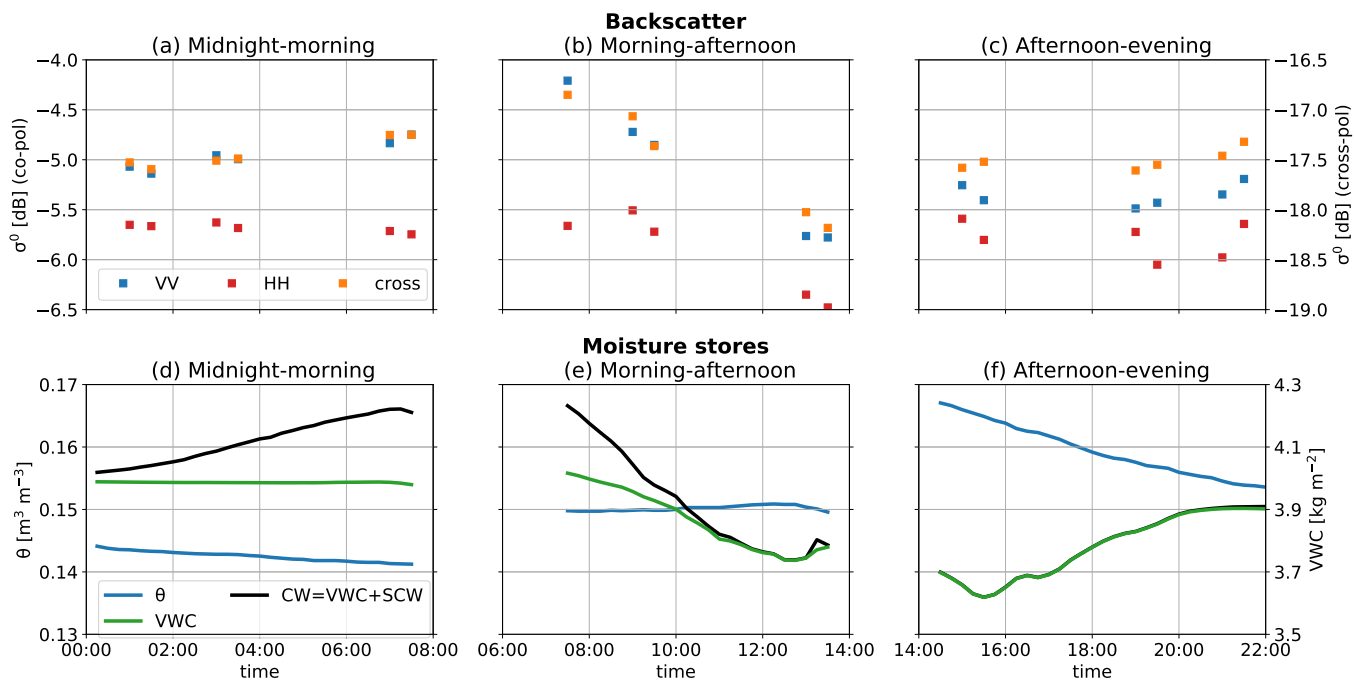 Backscatter
(a) Midnight-morning
(b) Morning-afternoon
(c) Afternoon-evening
−4.0
−4.5
−5.0
−5.5
−6.0
−6.5
σ⁰ [dB] (co-pol)
VV
HH
cross
−16.5
−17.0
−17.5
−18.0
−18.5
−19.0
σ⁰ [dB] (cross-pol)
Moisture stores
(d) Midnight-morning
(e) Morning-afternoon
(f) Afternoon-evening
0.17
0.16
0.15
0.14
0.13
θ [m³ m⁻³]
θ
VWC
CW=VWC+SCW
4.3
4.1
3.9
3.7
3.5
VWC [kg m⁻²]
00:00 02:00 04:00 06:00 08:00
time
06:00 08:00 10:00 12:00 14:00
time
14:00 16:00 18:00 20:00 22:00
time